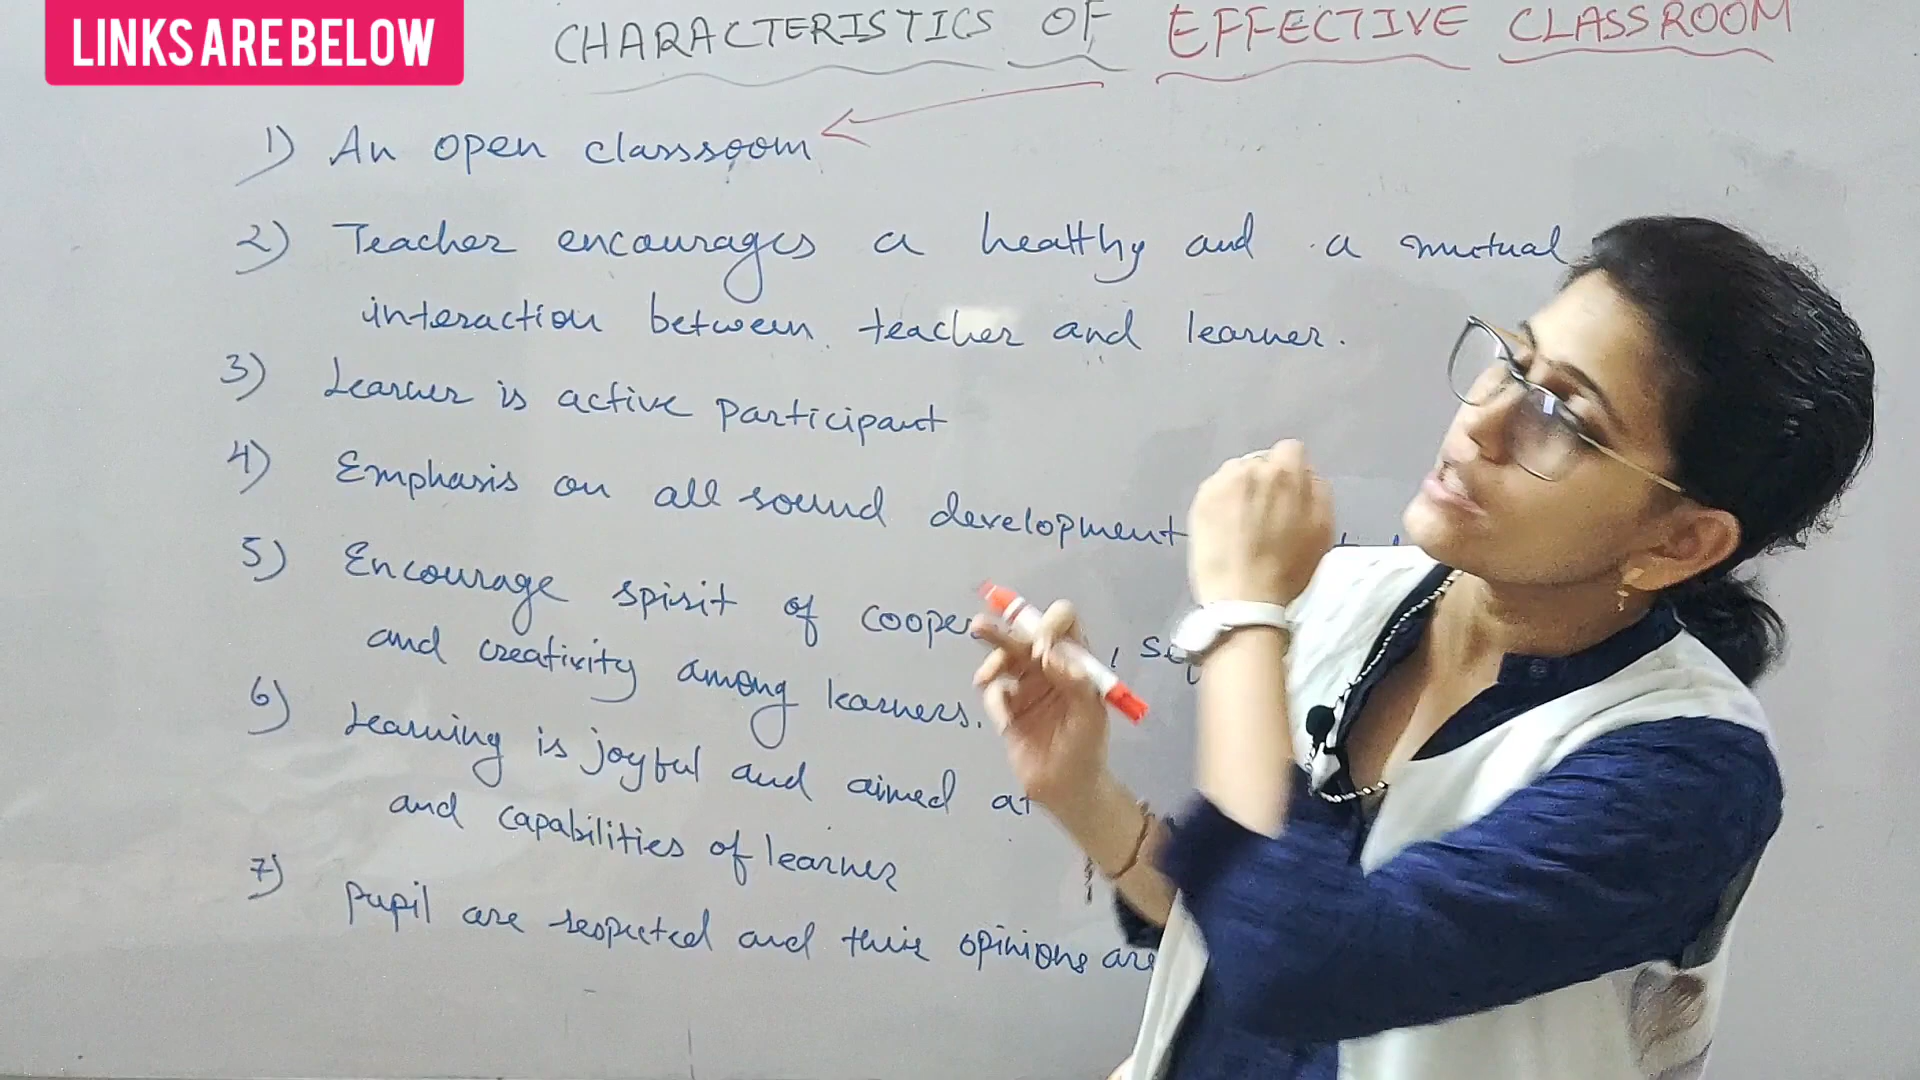 LINKS ARE BELOW
CHARACTERISTICS OF EFFECTIVE CLASSROOM
1) An open classroom
2) Teacher encourages a healthy and a mutual
interaction between teacher and learner.
3) Learner is active participant
4) Emphasis on all sound development
5) Encourage spirit of
and creativity among learners.
6) Learning is joyful and aimed at
and capabilities of learner
7) Pupil are respected and their opinions are